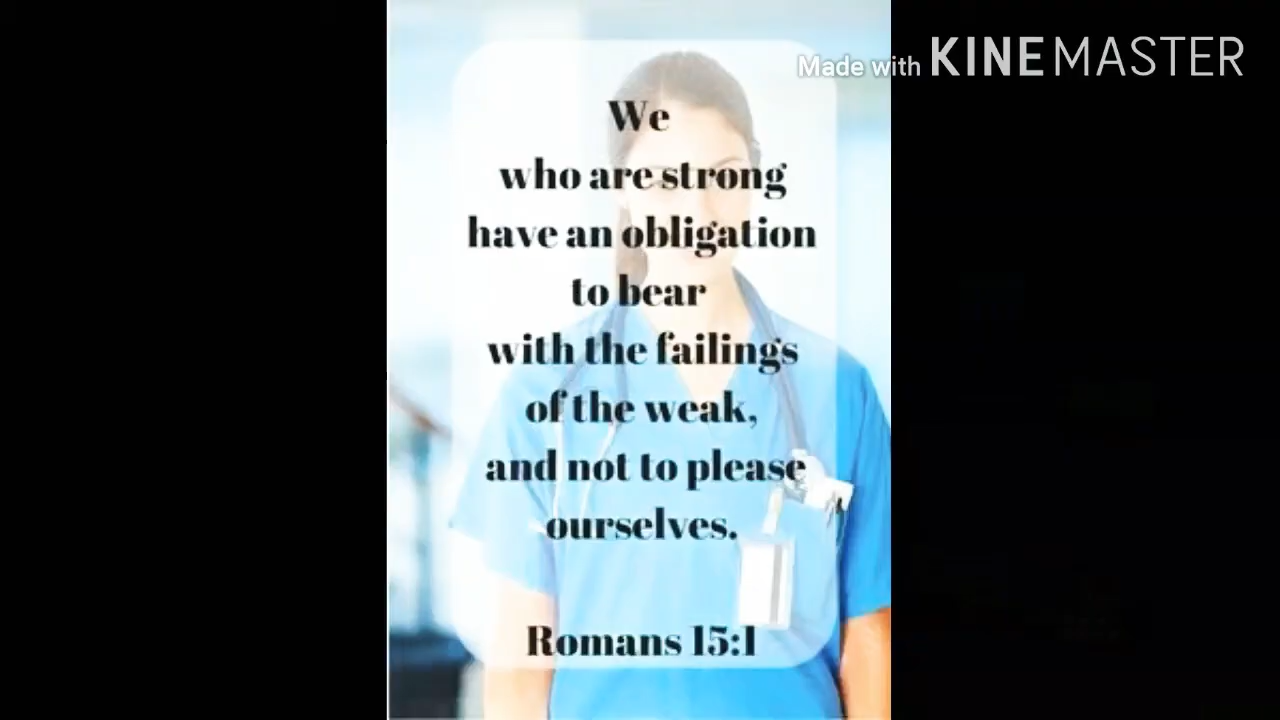 Made with KINEMASTER
We
who are strong
have an obligation
to bear
with the failings
of the weak,
and not to please
ourselves.
Romans 15:1